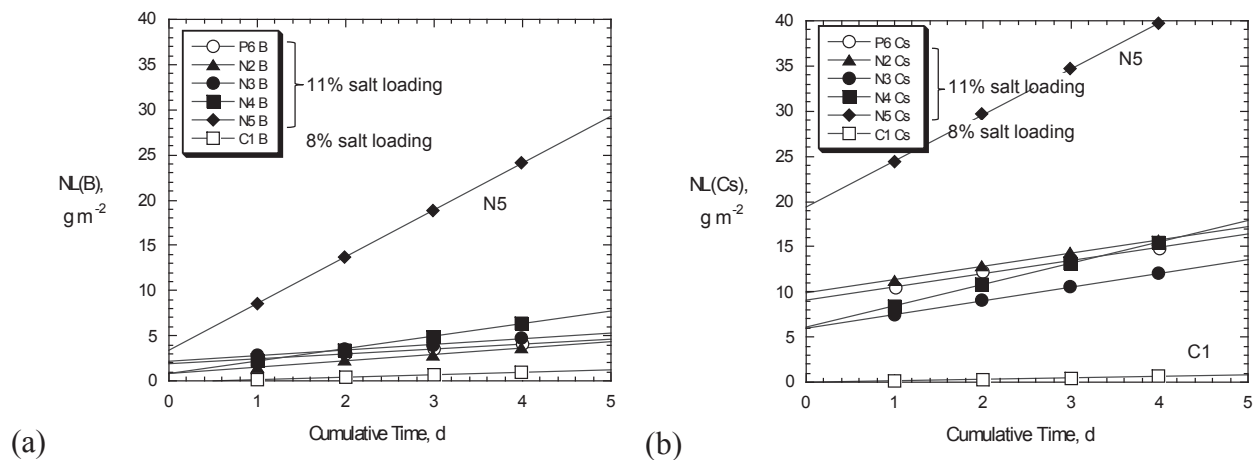 40
35
30
25
20
15
10
5
0
NL(B),
g m⁻²
P6 B
N2 B
N3 B
N4 B
N5 B
C1 B
11% salt loading
8% salt loading
N5
0 1 2 3 4 5
Cumulative Time, d
(a)
40
35
30
25
20
15
10
5
0
NL(Cs),
g m⁻²
P6 Cs
N2 Cs
N3 Cs
N4 Cs
N5 Cs
C1 Cs
11% salt loading
8% salt loading
N5
C1
0 1 2 3 4 5
Cumulative Time, d
(b)